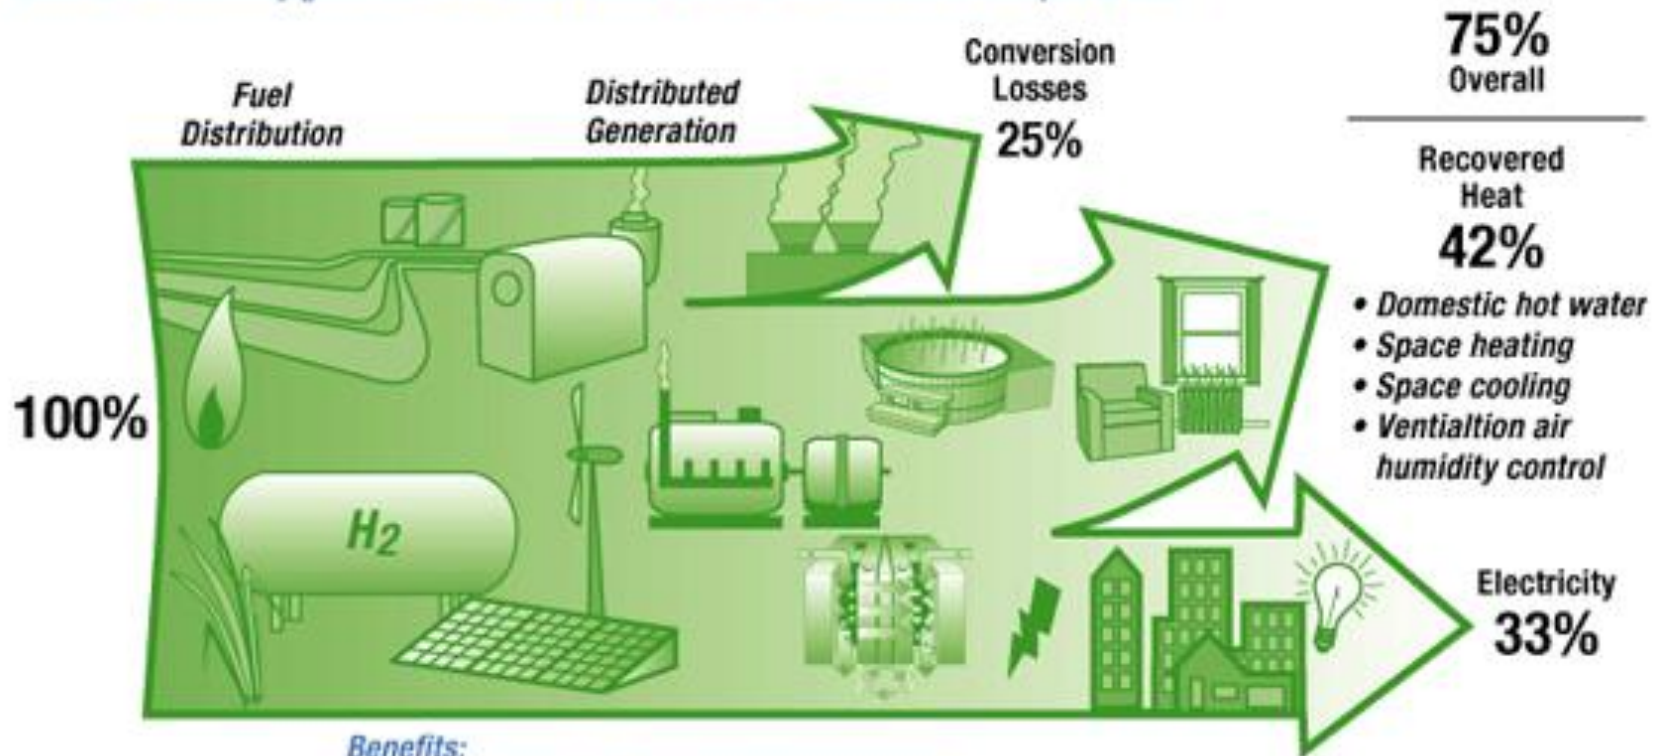 Fuel
Distribution
Distributed
Generation
Conversion
Losses
25%
75%
Overall
Recovered
Heat
42%
• Domestic hot water
• Space heating
• Space cooling
• Ventialtion air
humidity control
100%
H2
Electricity
33%
Benefits: